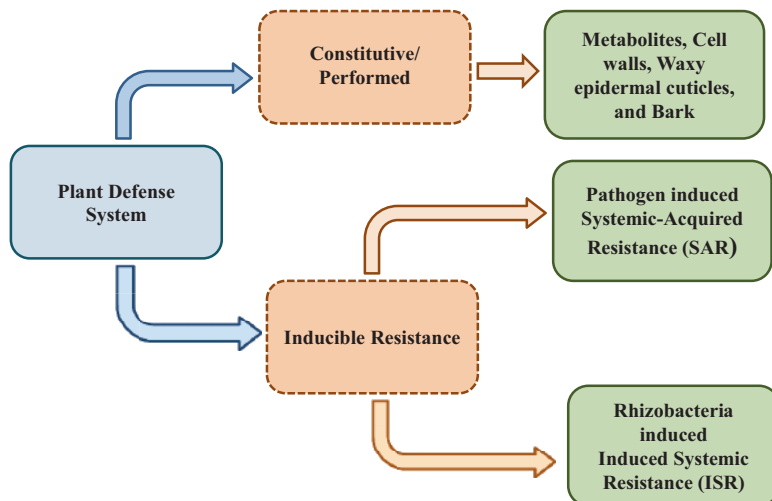 Constitutive/
Performed
Metabolites, Cell
walls, Waxy
epidermal cuticles,
and Bark
Plant Defense
System
Pathogen induced
Systemic-Acquired
Resistance (SAR)
Inducible Resistance
Rhizobacteria
induced
Induced Systemic
Resistance (ISR)